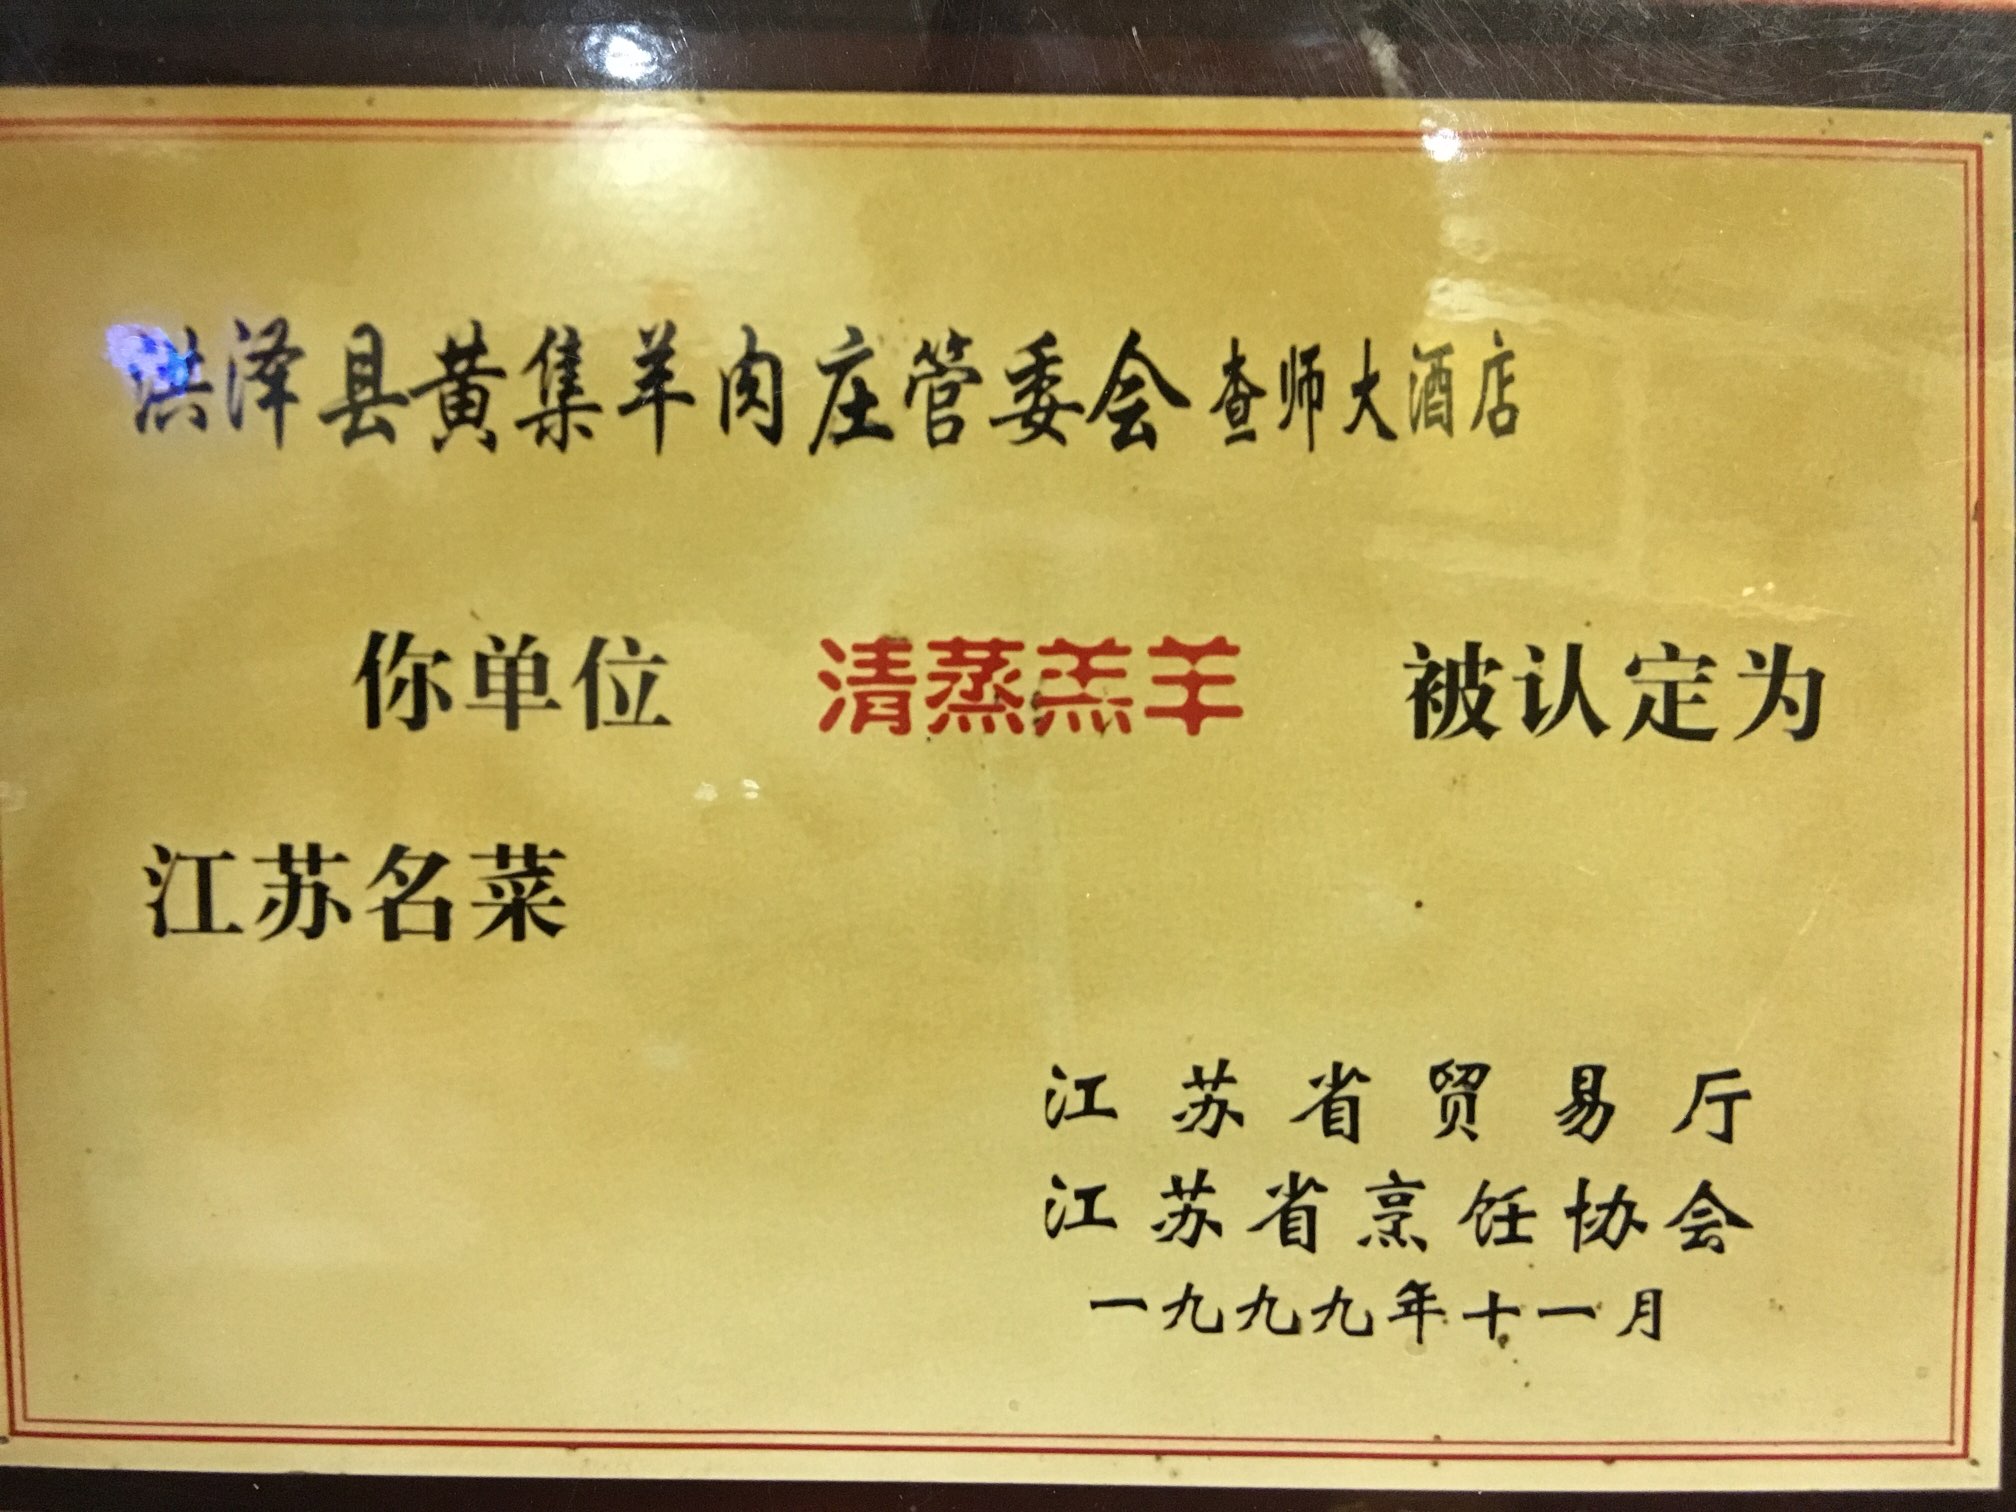 洪泽县黄集羊肉庄管委会查师大酒店
你单位 清蒸羔羊 被认定为
江苏名菜
江苏省贸易厅
江苏省烹饪协会
一九九九年十一月